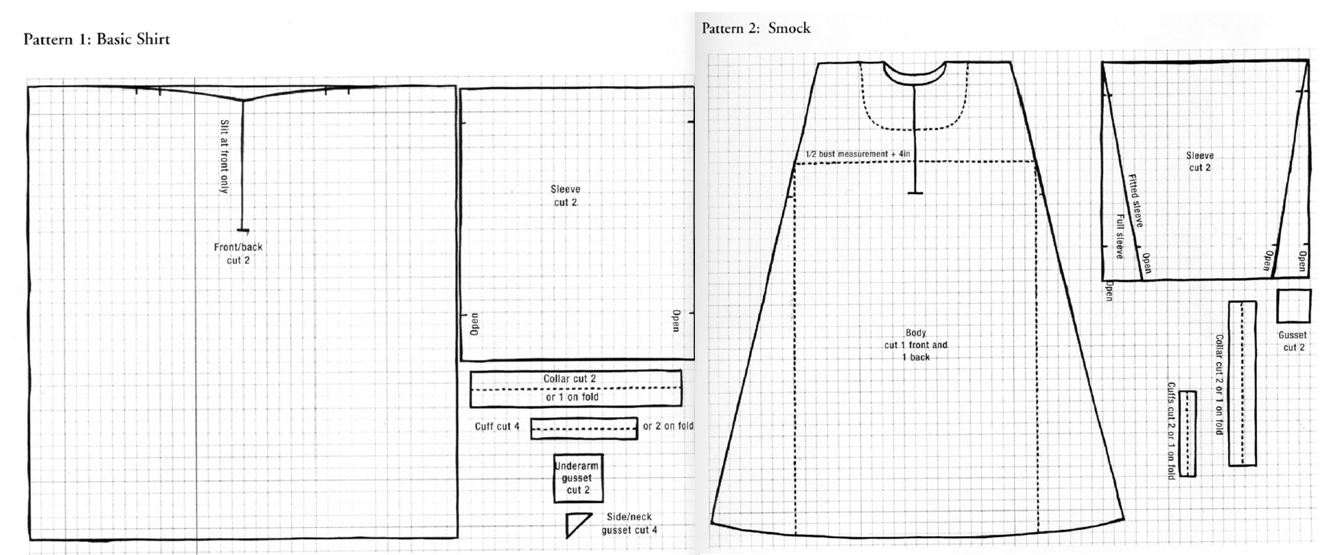 Pattern 1: Basic Shirt
Slit at front only
Front/back
cut 2
Sleeve
cut 2
Open
Open
Collar cut 2
or 1 on fold
Cuff cut 4
or 2 on fold
Underarm
gusset
cut 2
Side/neck
gusset cut 4
Pattern 2: Smock
1/2 bust measurement + 4in
Body
cut 1 front and
1 back
Sleeve
cut 2
Fitted sleeve
Full sleeve
Open
Open
Open
Open
Gusset
cut 2
Collar cut 2 or 1 on fold
Cuffs cut 2 or 1 on fold